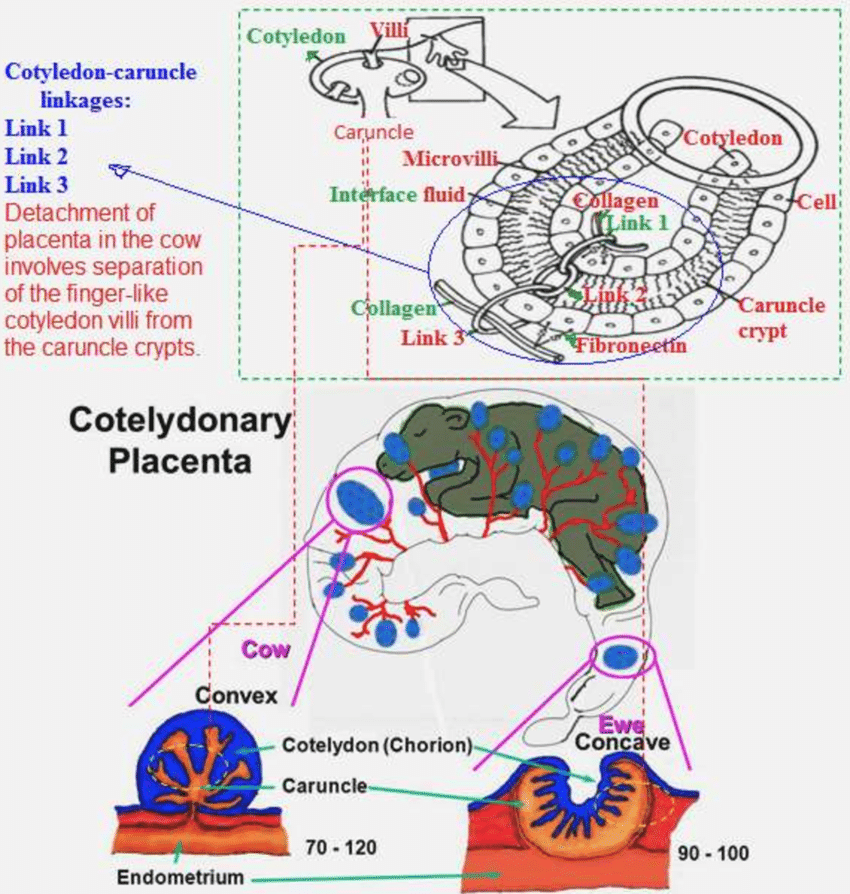 Cotyledon
Villi
Cotyledon-caruncle
linkages:
Link 1
Link 2
Link 3
Detachment of
placenta in the cow
involves separation
of the finger-like
cotyledon villi from
the caruncle crypts.
Caruncle
Microvilli
Cotyledon
Interface fluid
Collagen
Link 1
Cell
Collagen
Link 2
Caruncle
crypt
Link 3
Fibronectin
Cotelydonary
Placenta
Cow
Convex
Ewe
Concave
Cotelydon (Chorion)
Caruncle
70 - 120
90 - 100
Endometrium